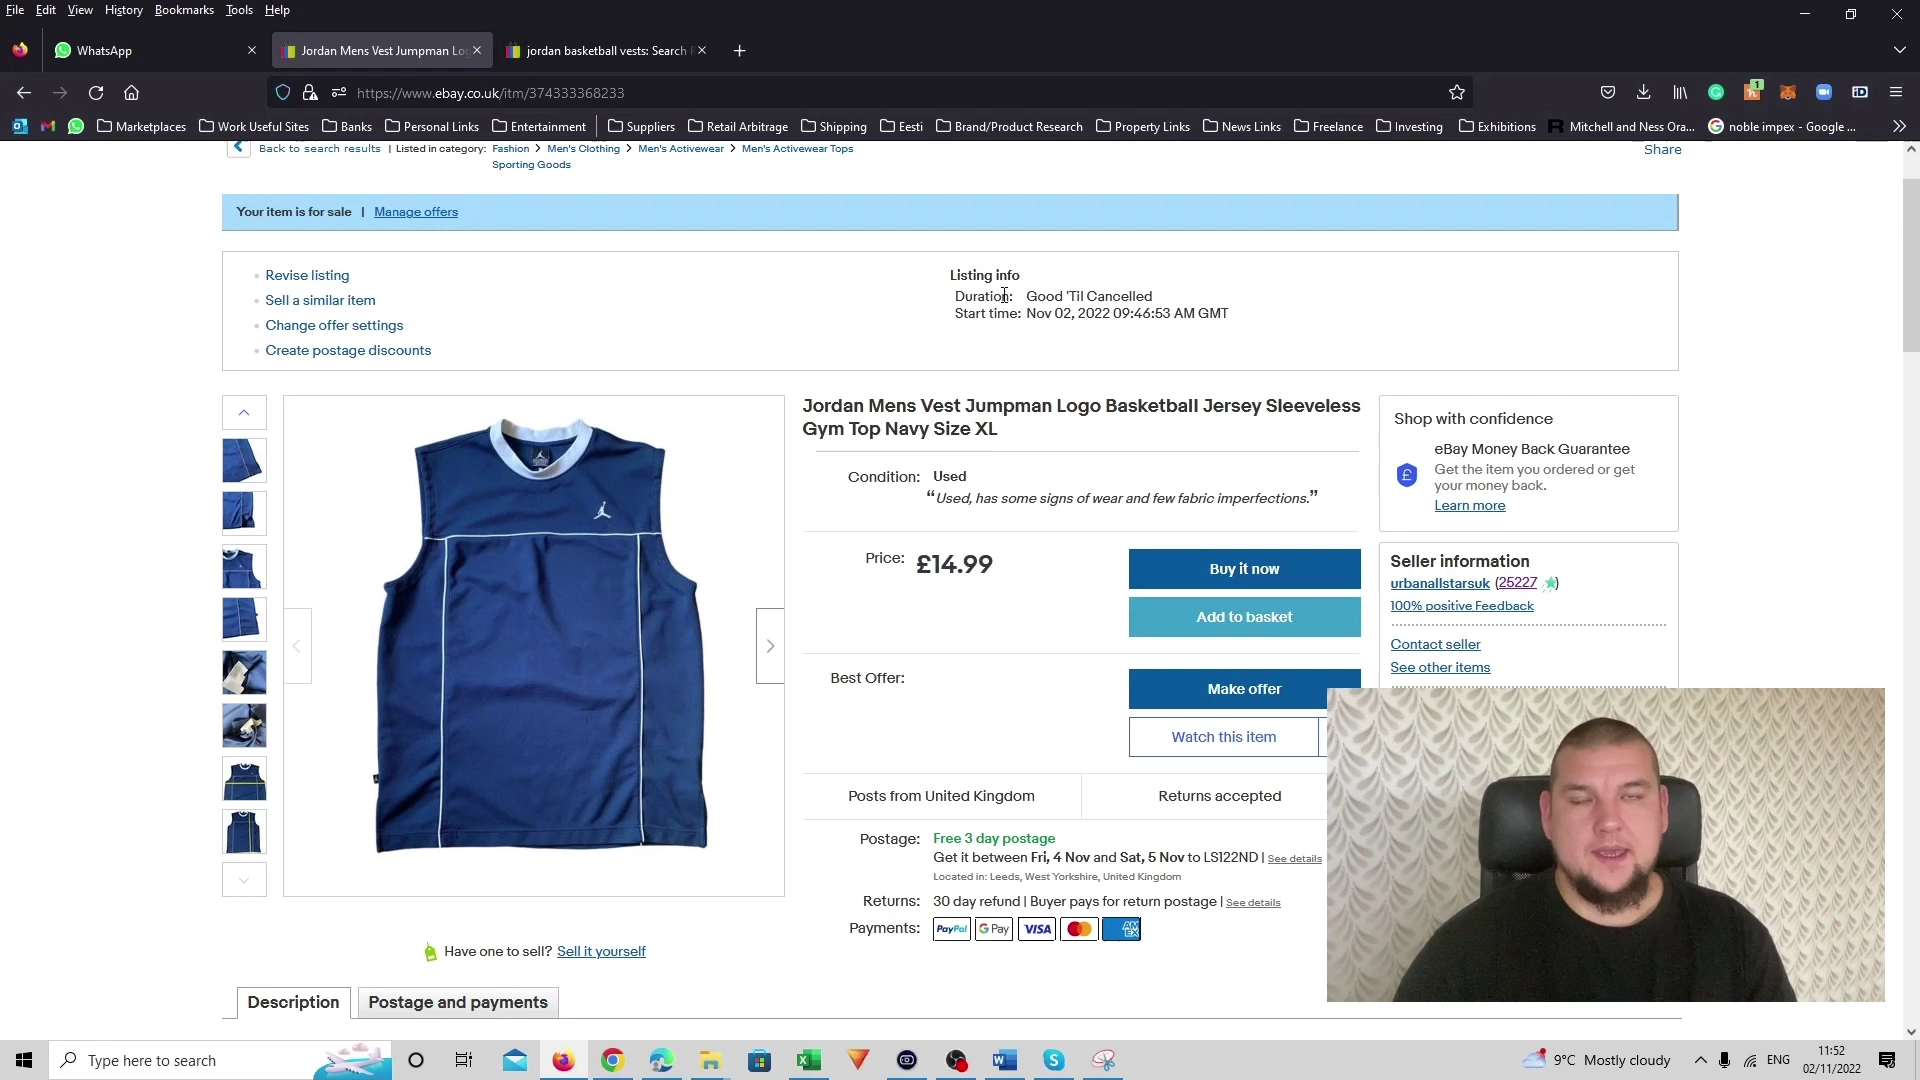 File Edit View History Bookmarks Tools Help
WhatsApp
Jordan Mens Vest Jumpman Lo
jordan basketball vests: Search
https://www.ebay.co.uk/itm/374333368233
1
Marketplaces Work Useful Sites Banks Personal Links Entertainment Suppliers Retail Arbitrage Shipping Eesti Brand/Product Research Property Links News Links Freelance Investing Exhibitions Mitchell and Ness Ora... noble impex - Google ...
Back to search results | Listed in category: Fashion > Men's Clothing > Men's Activewear > Men's Activewear Tops
Sporting Goods
Share
Your item is for sale | Manage offers
Revise listing
Sell a similar item
Change offer settings
Create postage discounts
Listing info
Duration: Good 'Til Cancelled
Start time: Nov 02, 2022 09:46:53 AM GMT
Jordan Mens Vest Jumpman Logo Basketball Jersey Sleeveless
Gym Top Navy Size XL
Condition: Used
“Used, has some signs of wear and few fabric imperfections.”
Price: £14.99
Buy it now
Add to basket
Best Offer:
Make offer
Watch this item
Posts from United Kingdom
Returns accepted
Postage: Free 3 day postage
Get it between Fri, 4 Nov and Sat, 5 Nov to LS122ND | See details
Located in: Leeds, West Yorkshire, United Kingdom
Returns: 30 day refund | Buyer pays for return postage | See details
Payments: PayPal G Pay VISA AM EX
Shop with confidence
eBay Money Back Guarantee
Get the item you ordered or get
your money back.
Learn more
Seller information
urbanallstarsuk (25227)
100% positive Feedback
Contact seller
See other items
Have one to sell? Sell it yourself
Description
Postage and payments
Type here to search
9°C Mostly cloudy
ENG
11:52
02/11/2022